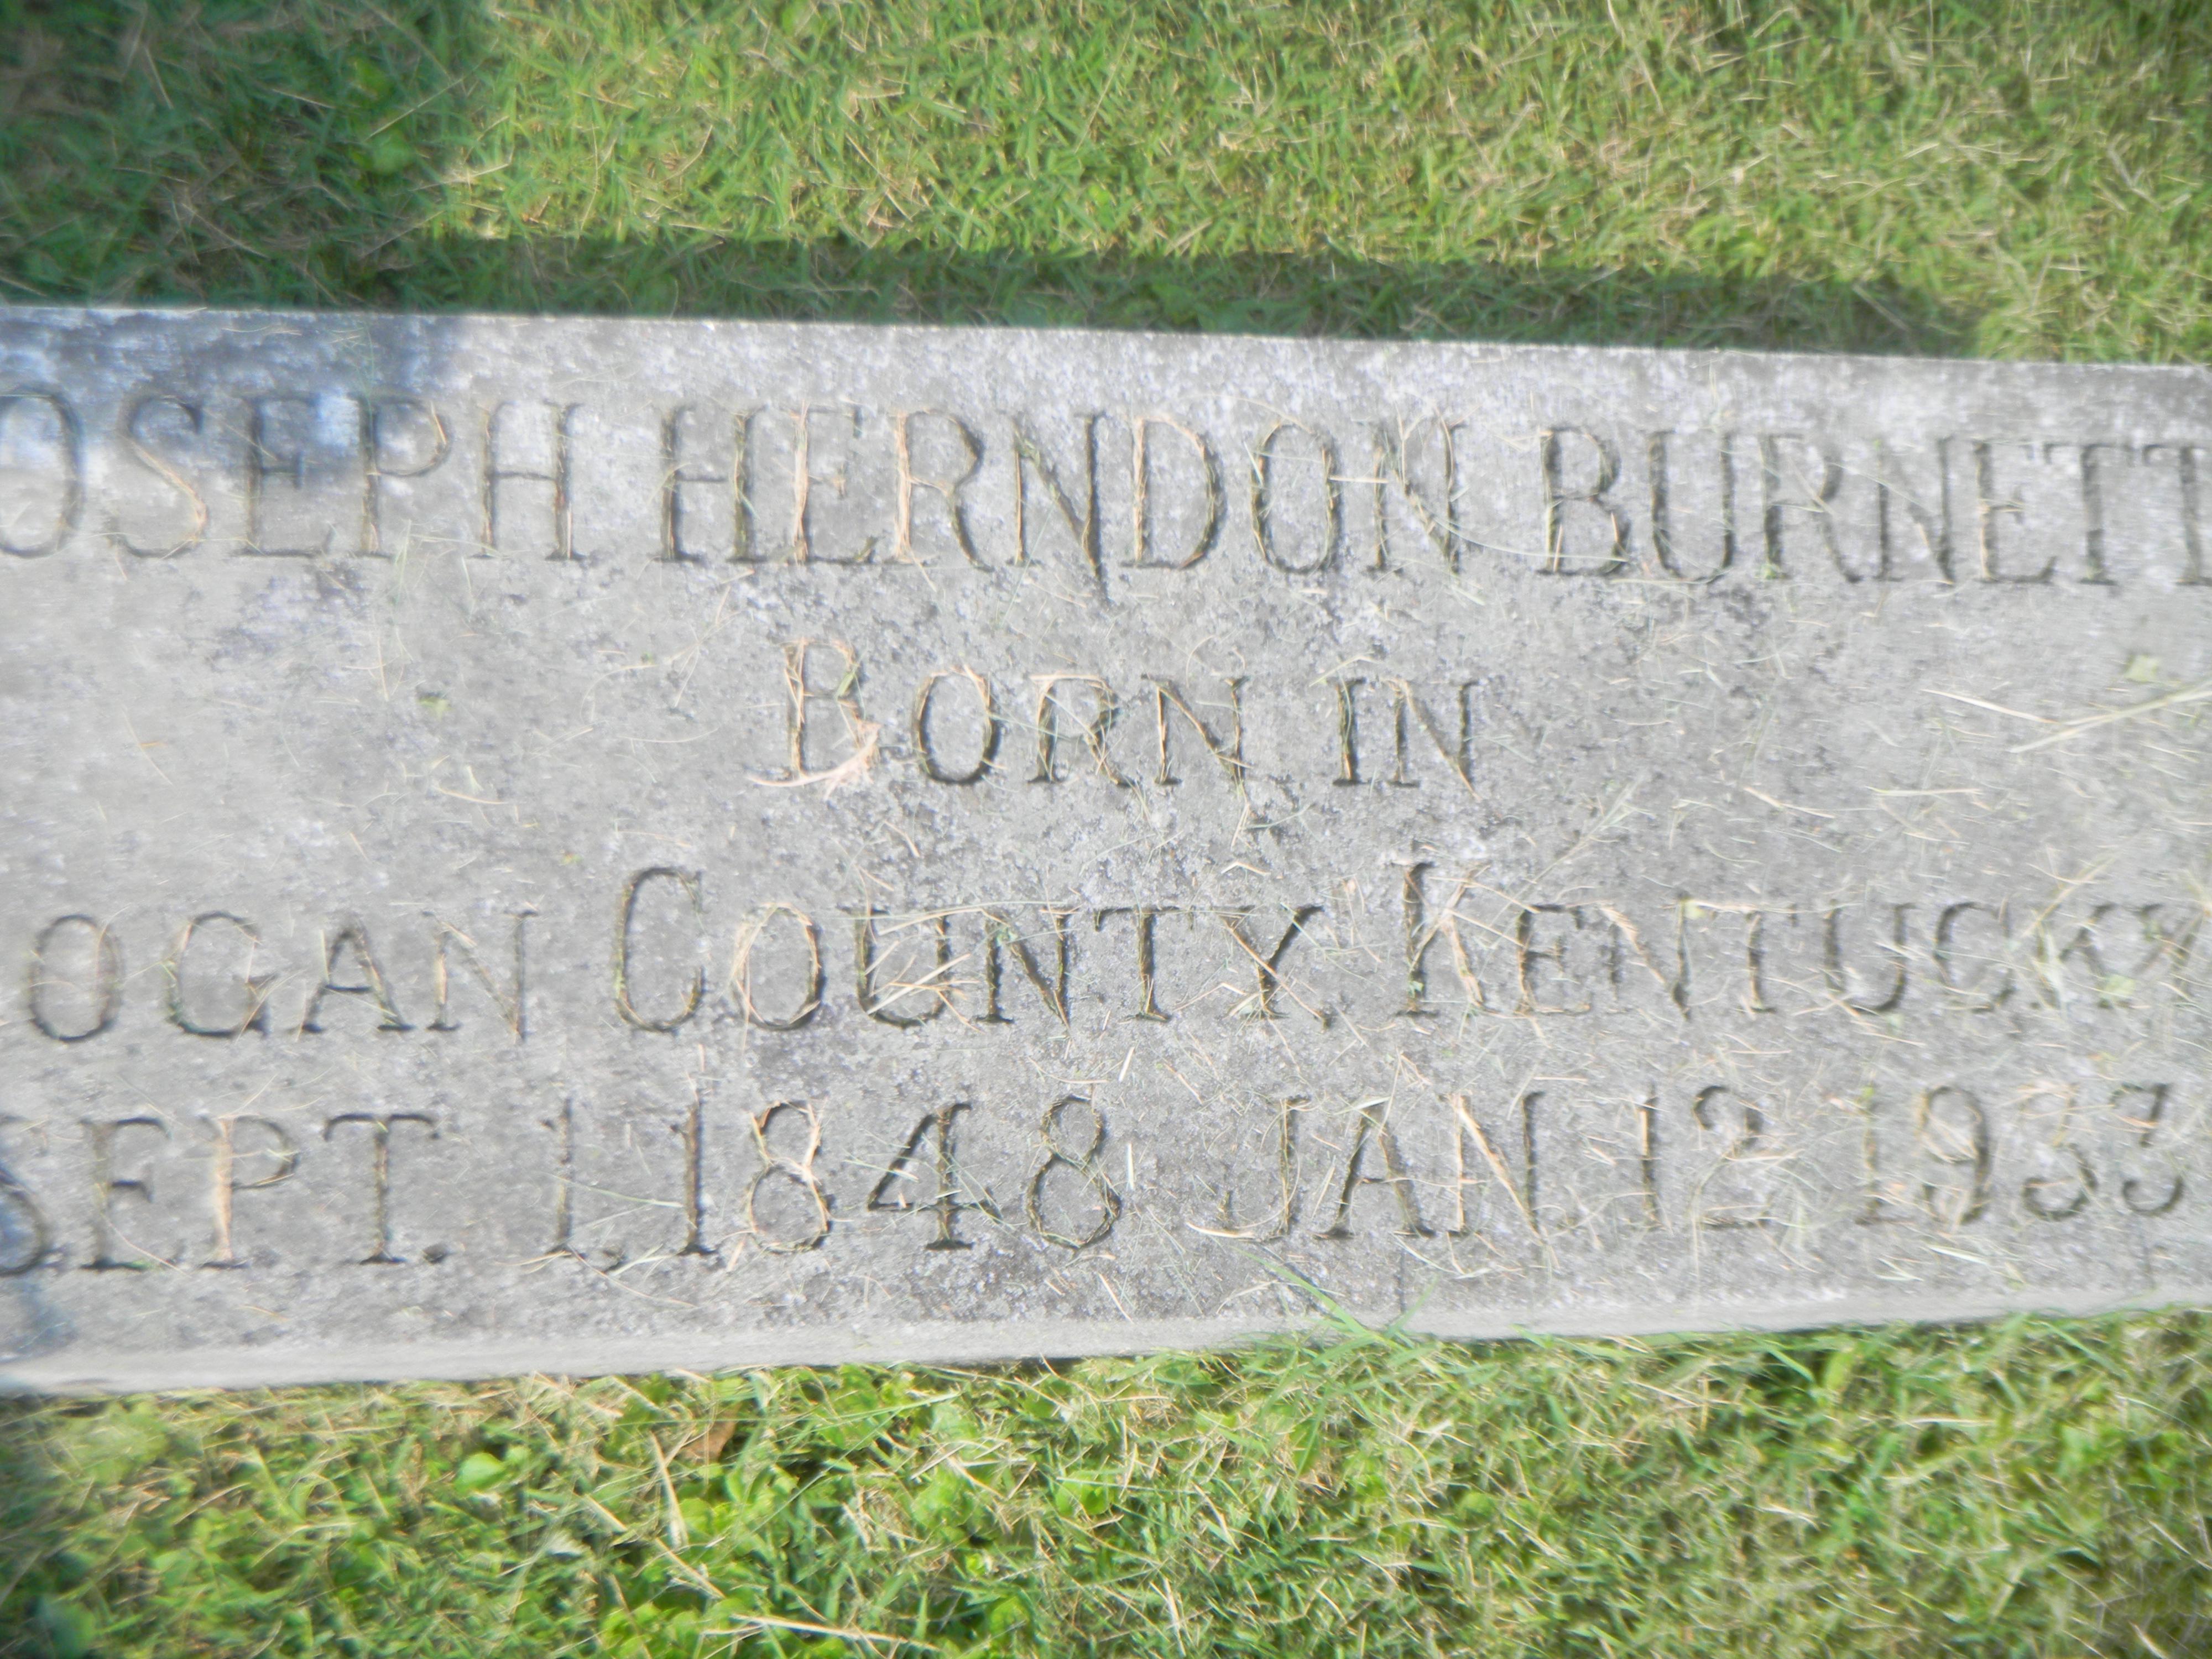 OSEPH HERNDON BURNETT
BORN IN
OGAN COUNTY, KENTUCKY
SEPT. 1, 1848 JAN. 12 1933